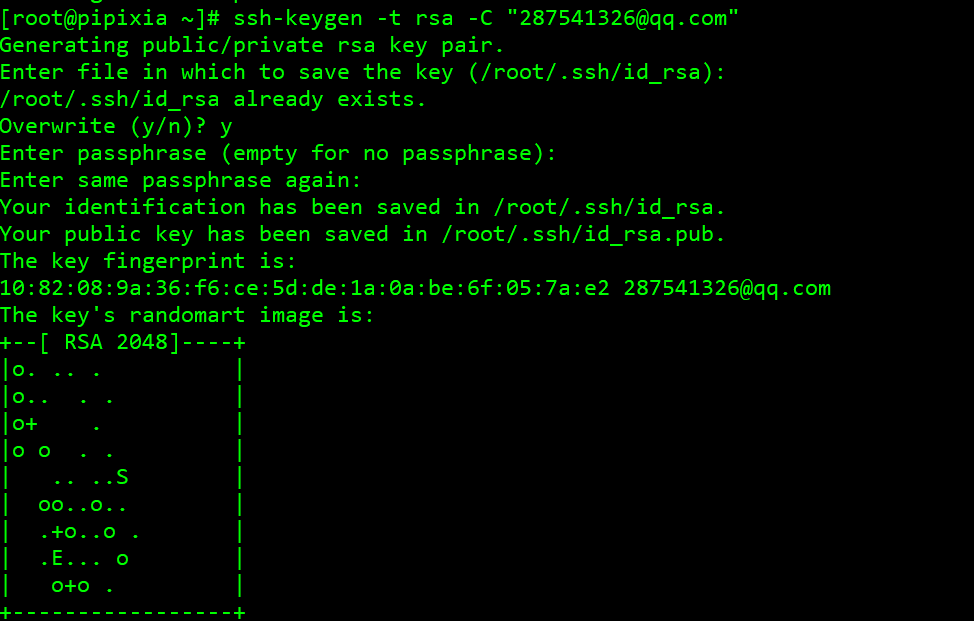 [root@pipixia ~]# ssh-keygen -t rsa -C "287541326@qq.com"
Generating public/private rsa key pair.
Enter file in which to save the key (/root/.ssh/id_rsa):
/root/.ssh/id_rsa already exists.
Overwrite (y/n)? y
Enter passphrase (empty for no passphrase):
Enter same passphrase again:
Your identification has been saved in /root/.ssh/id_rsa.
Your public key has been saved in /root/.ssh/id_rsa.pub.
The key fingerprint is:
10:82:08:9a:36:f6:ce:5d:de:1a:0a:be:6f:05:7a:e2 287541326@qq.com
The key's randomart image is:
+--[ RSA 2048]----+
|o. .. .          |
|o..  . .         |
|o+    .          |
|o o  . .         |
|   .. ..S        |
|  oo..o..        |
|  .+o..o .       |
|  .E... o        |
|   o+o .         |
+-----------------+